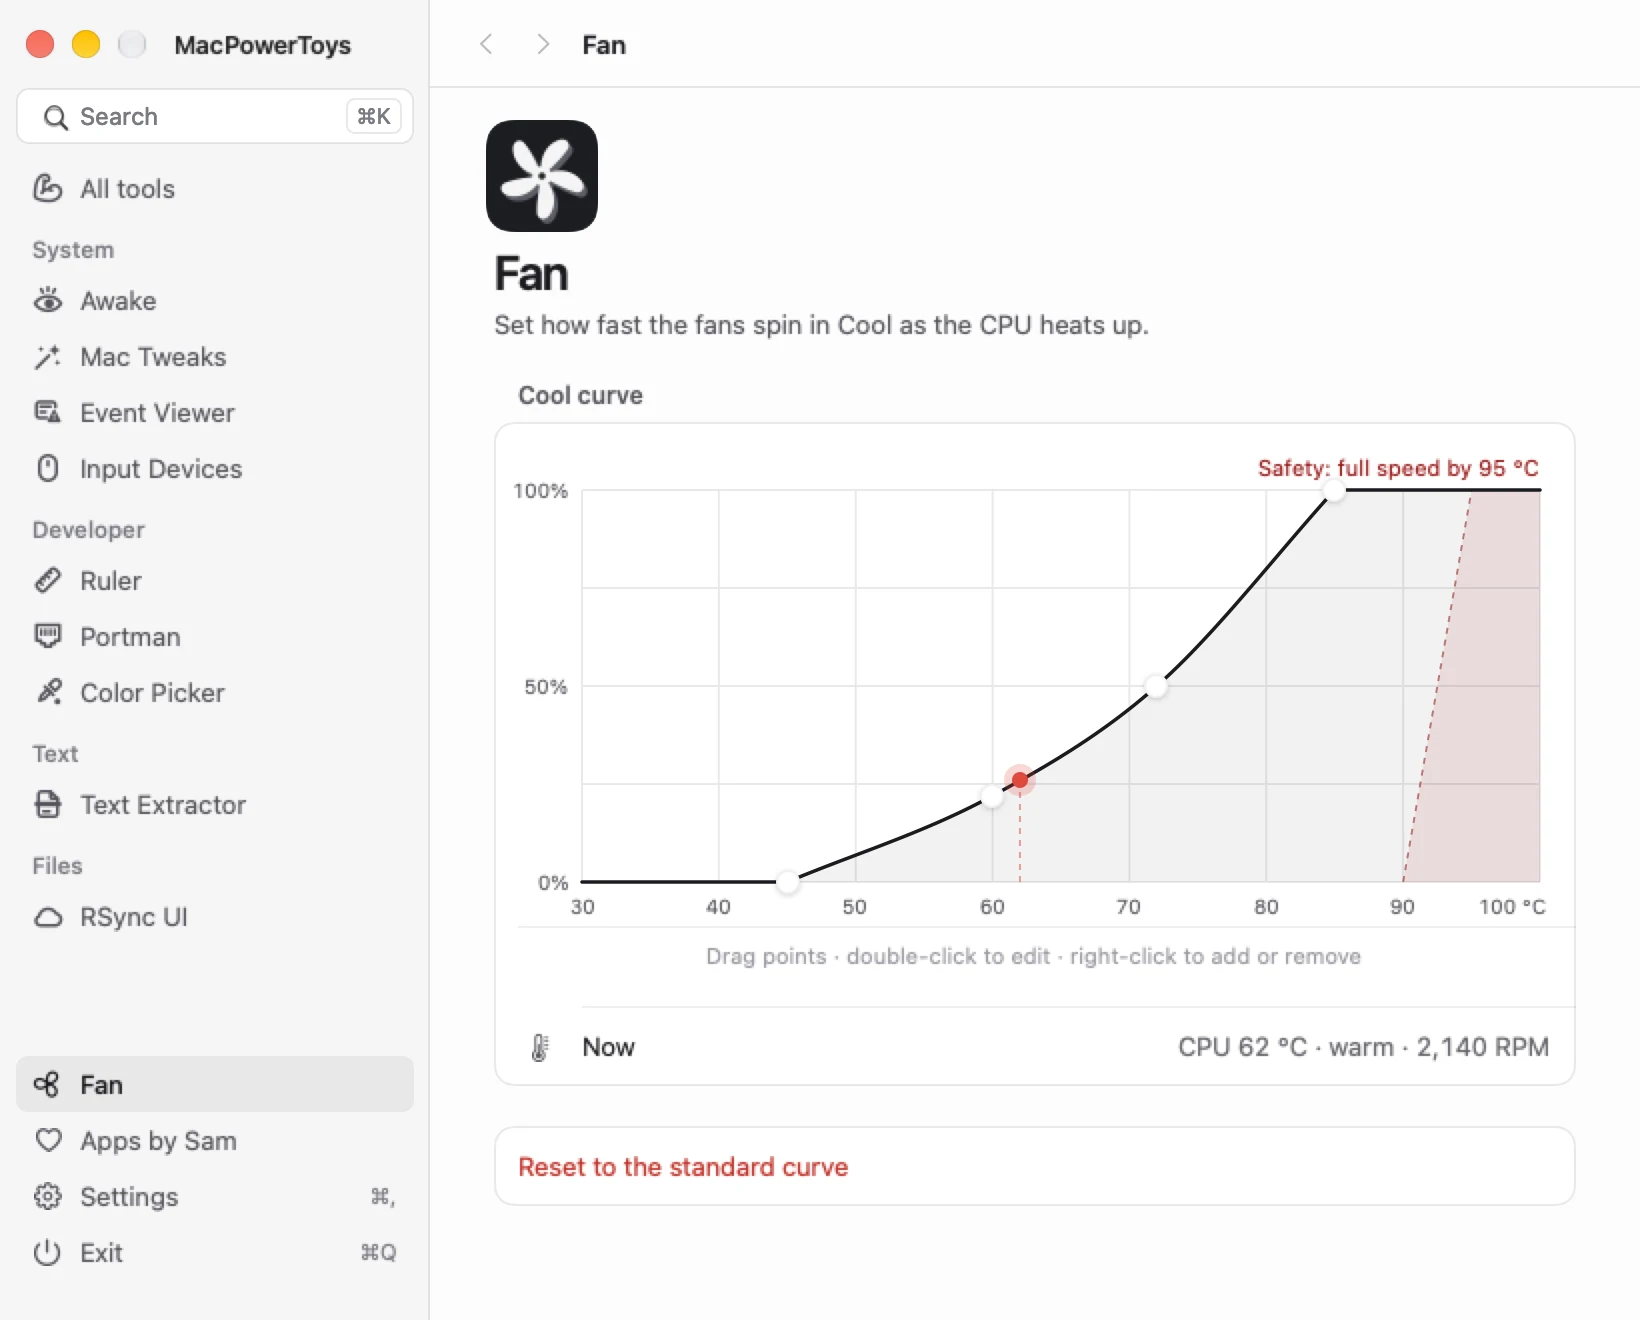 MacPowerToys
Search ⌘K
All tools
System
Awake
Mac Tweaks
Event Viewer
Input Devices
Developer
Ruler
Portman
Color Picker
Text
Text Extractor
Files
RSync UI
Fan
Apps by Sam
Settings ⌘,
Exit ⌘Q
Fan
Fan
Set how fast the fans spin in Cool as the CPU heats up.
Cool curve
Safety: full speed by 95 °C
100%
50%
0%
30 40 50 60 70 80 90 100 °C
Drag points · double-click to edit · right-click to add or remove
Now CPU 62 °C · warm · 2,140 RPM
Reset to the standard curve